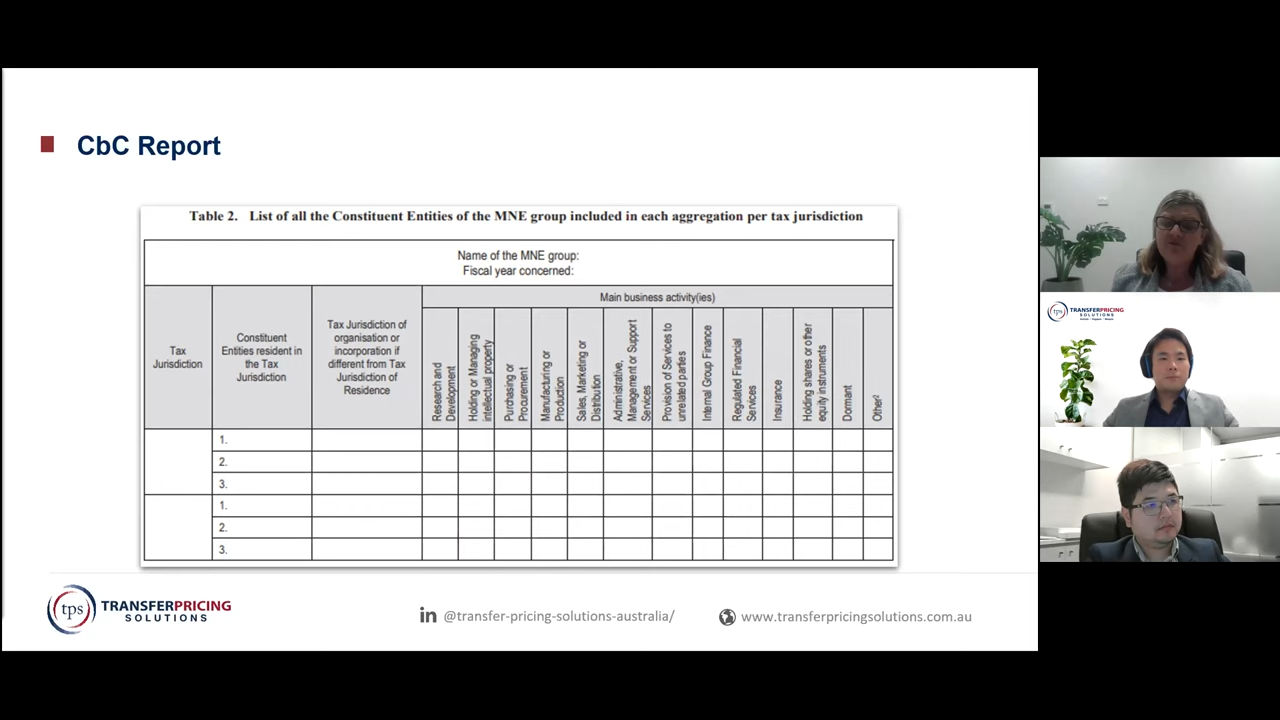 CbC Report
Table 2. List of all the Constituent Entities of the MNE group included in each aggregation per tax jurisdiction
Name of the MNE group:
Fiscal year concerned:
Main business activity(ies)
Tax
Jurisdiction
Constituent
Entities resident in
the Tax
Jurisdiction
Tax Jurisdiction of
organisation or
incorporation if
different from Tax
Jurisdiction of
Residence
Research and
Development
Holding or Managing
intellectual property
Purchasing or
Procurement
Manufacturing or
Production
Sales, Marketing or
Distribution
Administrative,
Management or Support
Services
Provision of Services to
unrelated parties
Internal Group Finance
Regulated Financial
Services
Insurance
Holding shares or other
equity instruments
Dormant
Other²
1.
2.
3.
1.
2.
3.
tps TRANSFERPRICING
SOLUTIONS
in @transfer-pricing-solutions-australia/
www.transferpricingsolutions.com.au
tps TRANSFERPRICING
SOLUTIONS